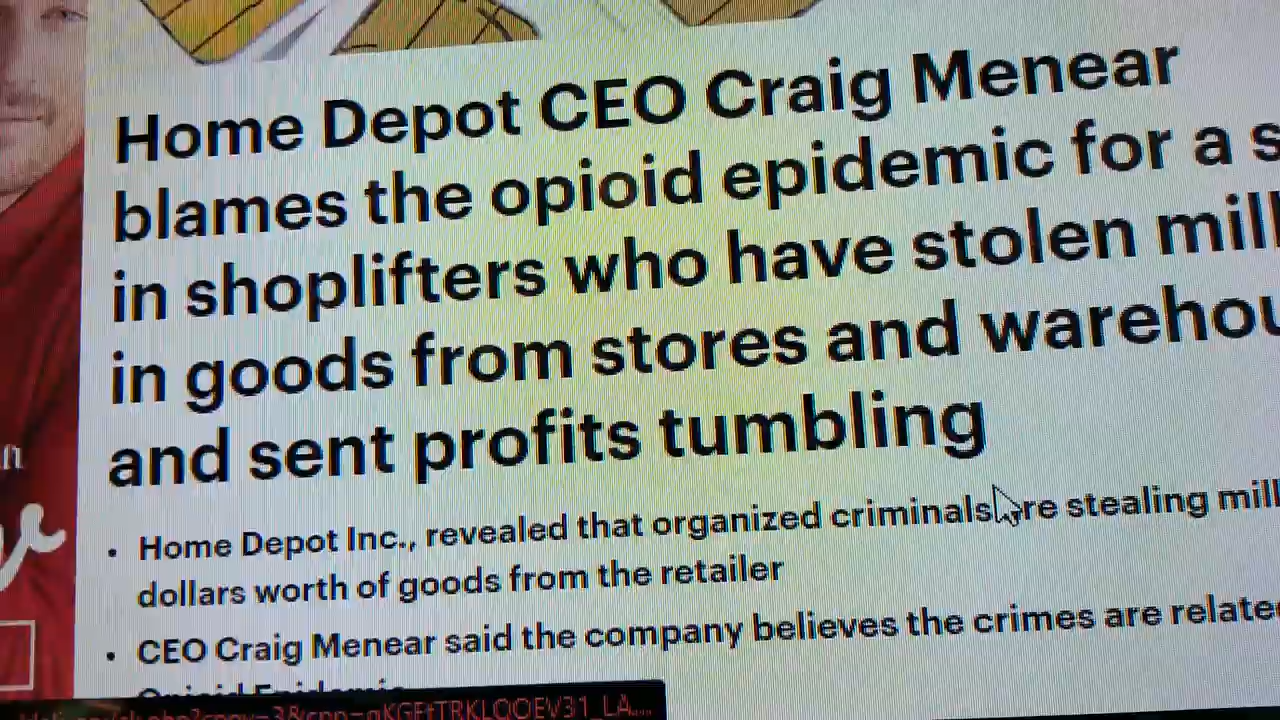 Home Depot CEO Craig Menear
blames the opioid epidemic for a s
in shoplifters who have stolen mill
in goods from stores and warehou
and sent profits tumbling
• Home Depot Inc., revealed that organized criminals are stealing mill
dollars worth of goods from the retailer
• CEO Craig Menear said the company believes the crimes are relate
Opioid Epidemic